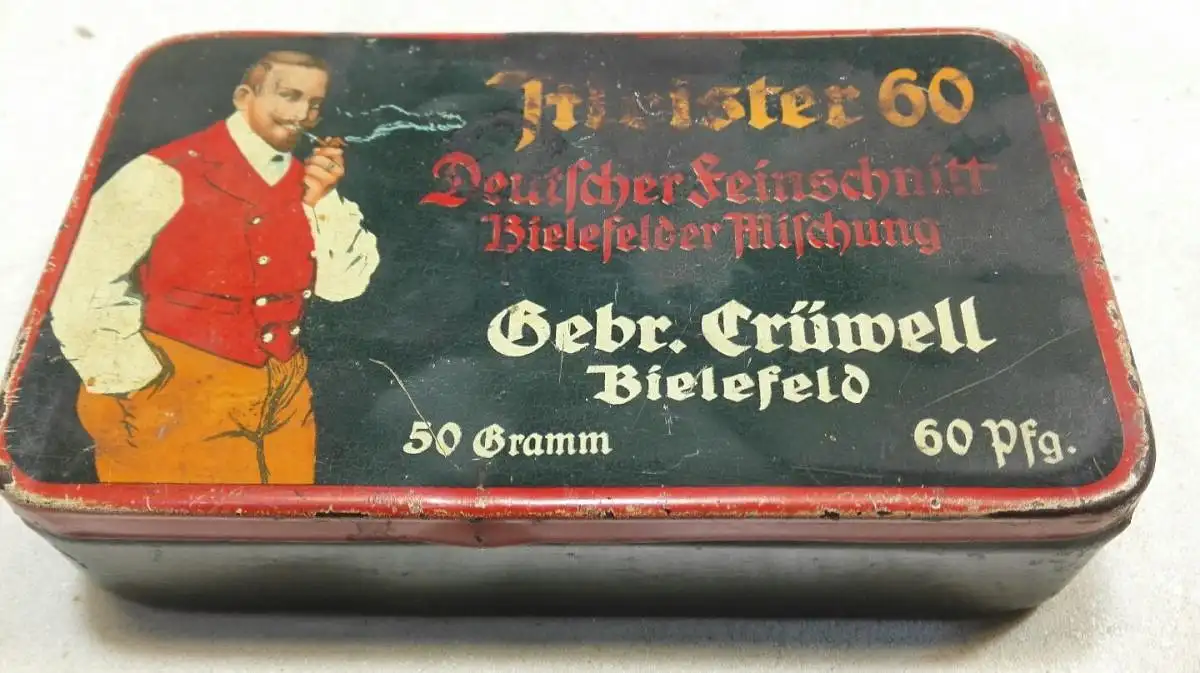 Meister 60
Deutscher Feinschnitt
Bielefelder Mischung
Gebr. Crüwell
Bielefeld
50 Gramm
60 Pfg.